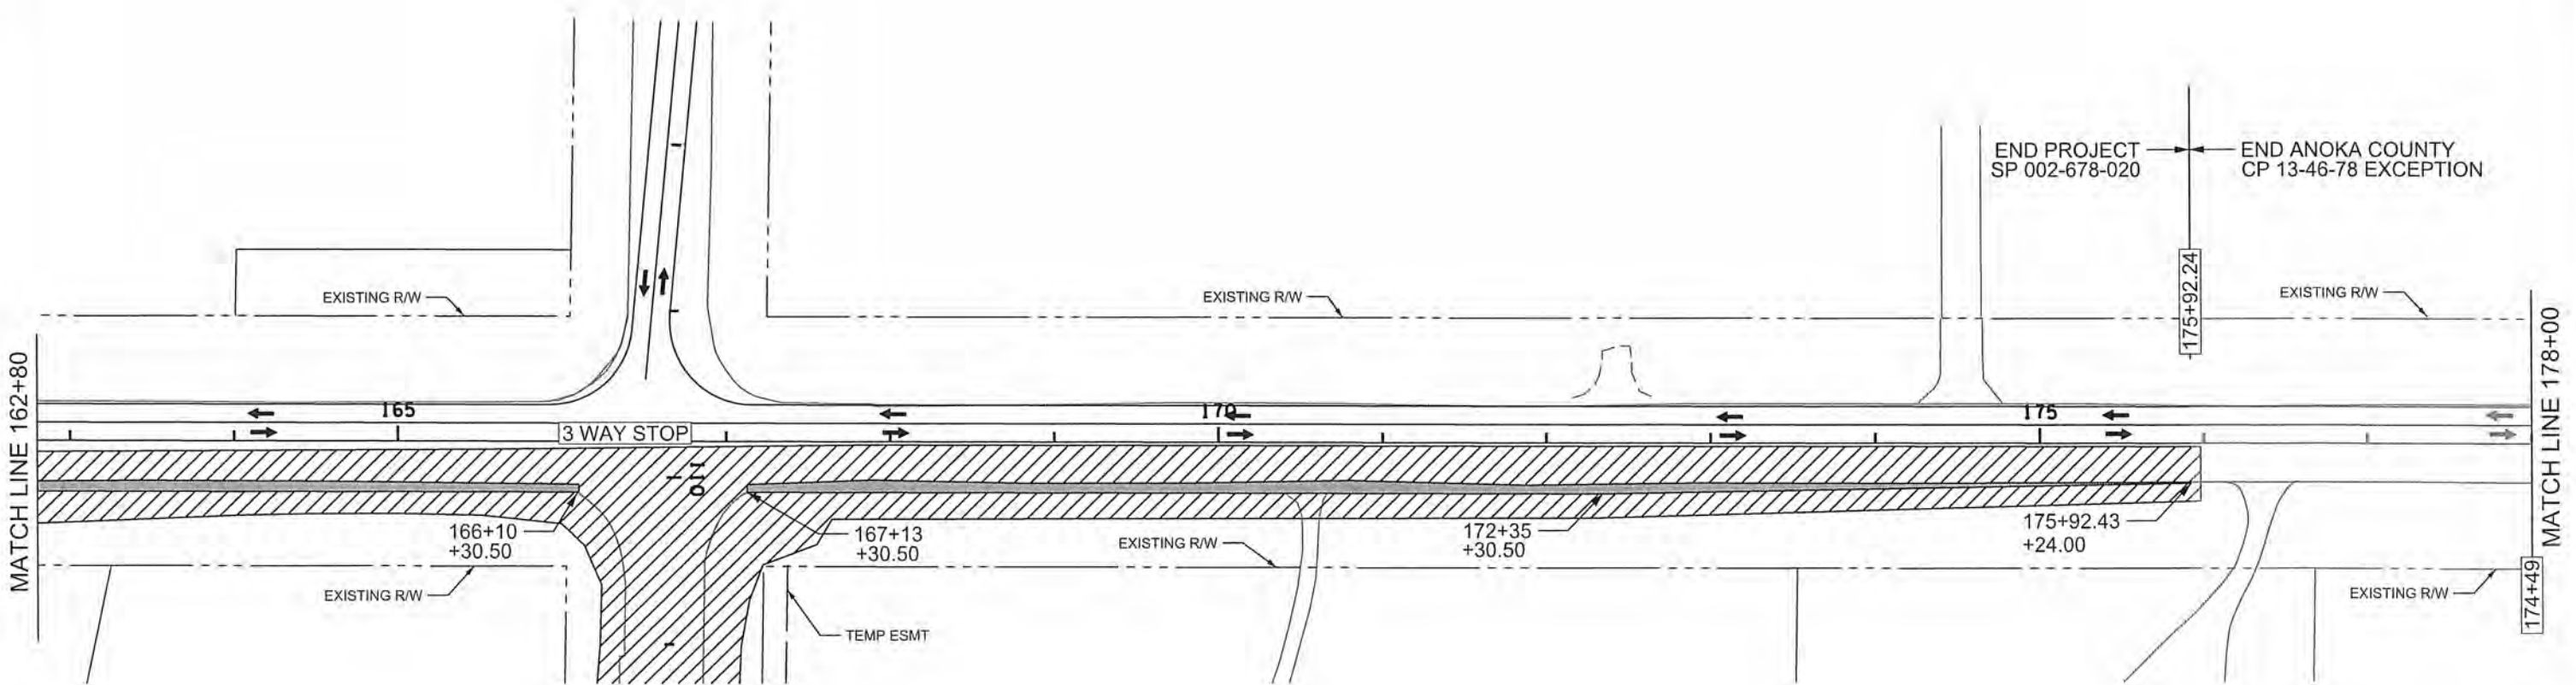 END PROJECT
SP 002-678-020
END ANOKA COUNTY
CP 13-46-78 EXCEPTION
175+92.24
EXISTING R/W
EXISTING R/W
EXISTING R/W
MATCH LINE 162+80
MATCH LINE 178+00
165
170
175
3 WAY STOP
110
166+10
+30.50
167+13
+30.50
172+35
+30.50
175+92.43
+24.00
EXISTING R/W
EXISTING R/W
EXISTING R/W
174+49
TEMP ESMT